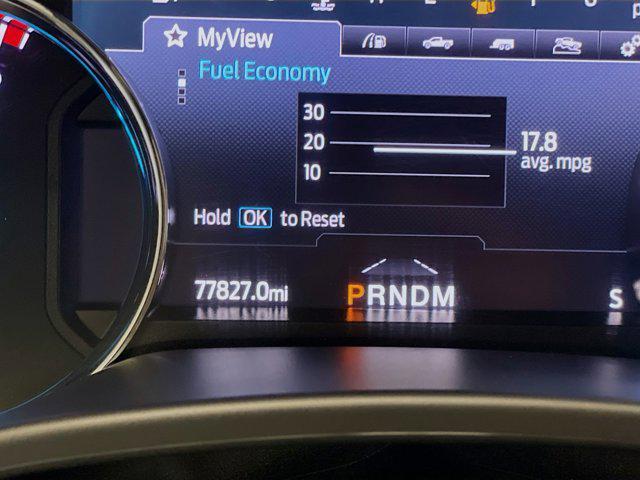 MyView
Fuel Economy
30
20
10
17.8
avg. mpg
Hold OK to Reset
77827.0mi
PRNDM
S